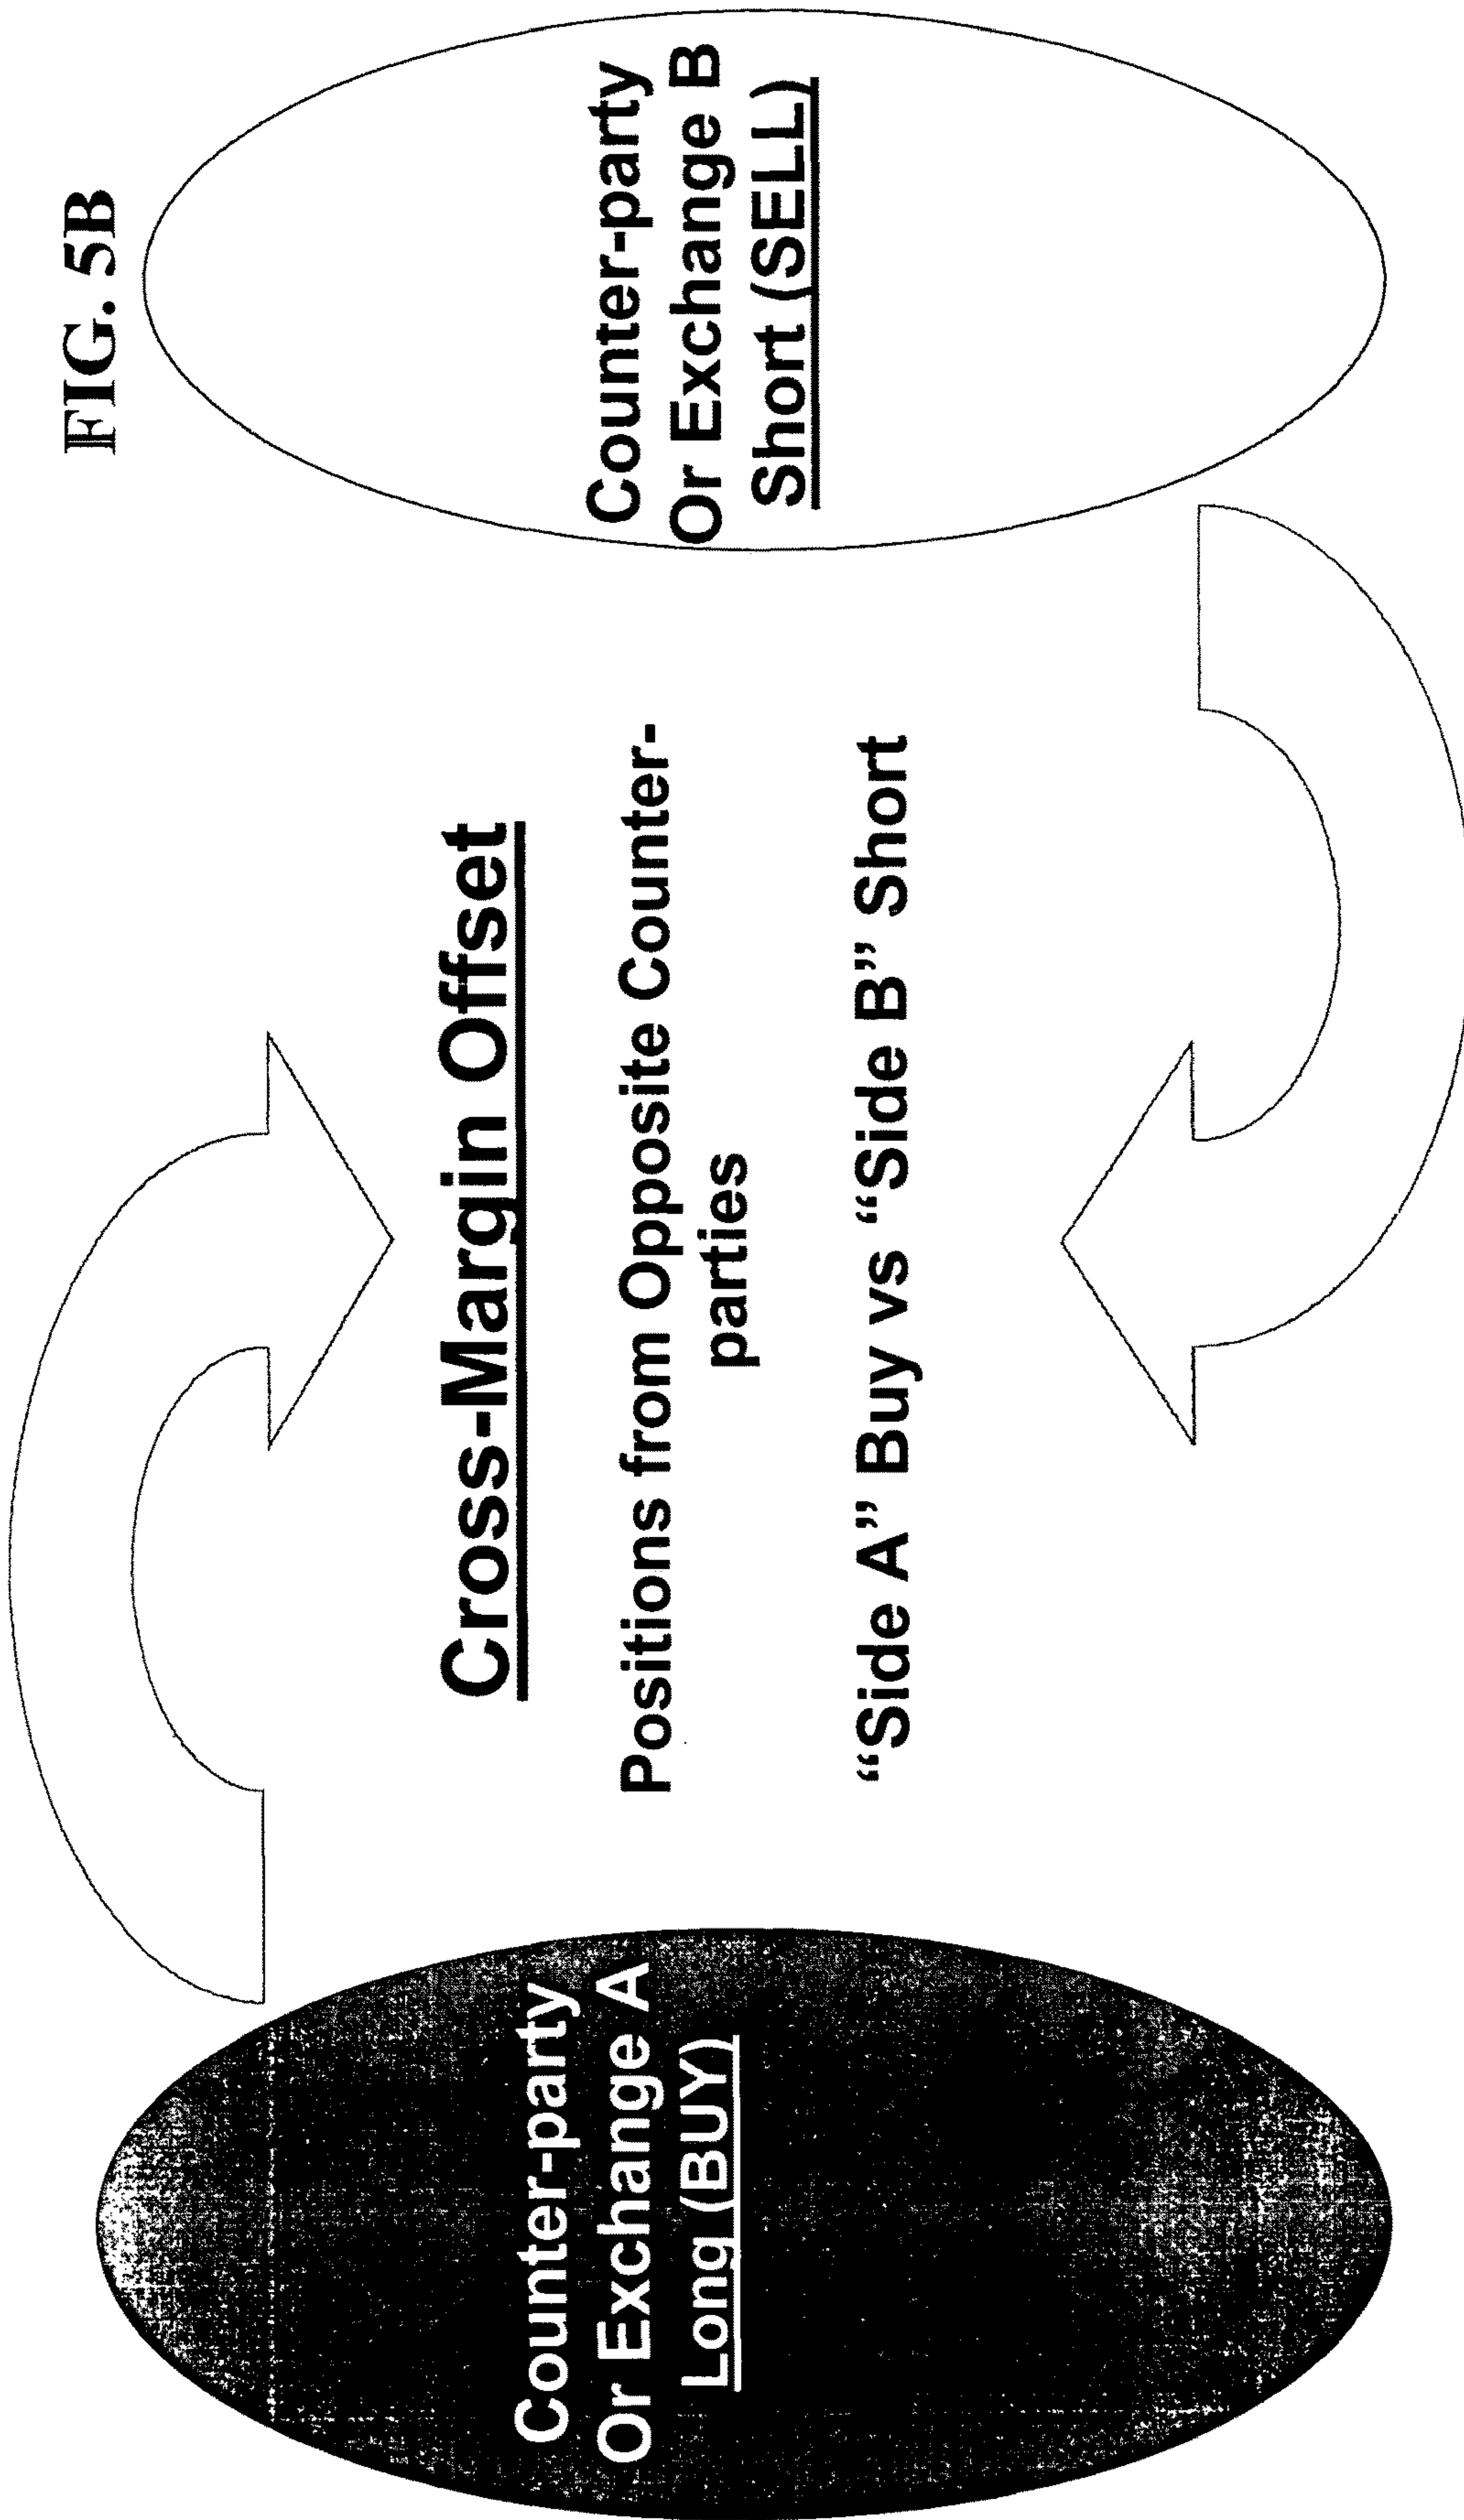 FIG. 5B
Counter-party
Or Exchange A
Long (BUY)
Cross-Margin Offset
Positions from Opposite Counter-
parties
“Side A” Buy vs “Side B” Short
Counter-party
Or Exchange B
Short (SELL)